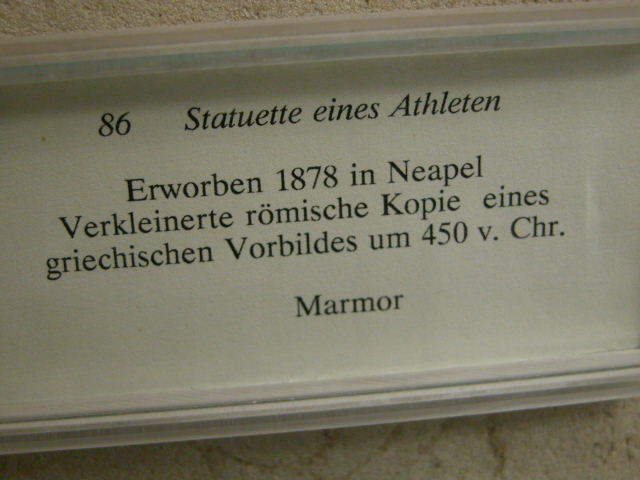 86 Statuette eines Athleten
Erworben 1878 in Neapel
Verkleinerte römische Kopie eines
griechischen Vorbildes um 450 v. Chr.
Marmor